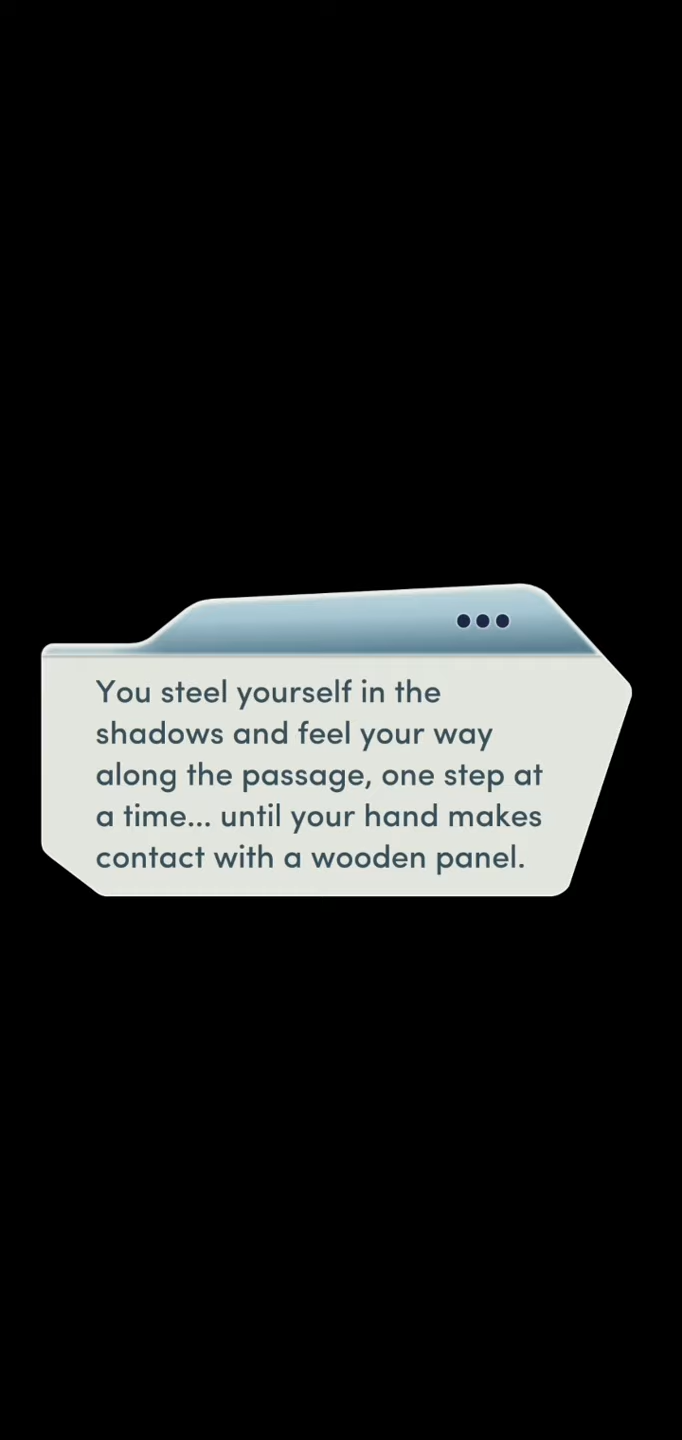 You steel yourself in the
shadows and feel your way
along the passage, one step at
a time... until your hand makes
contact with a wooden panel.